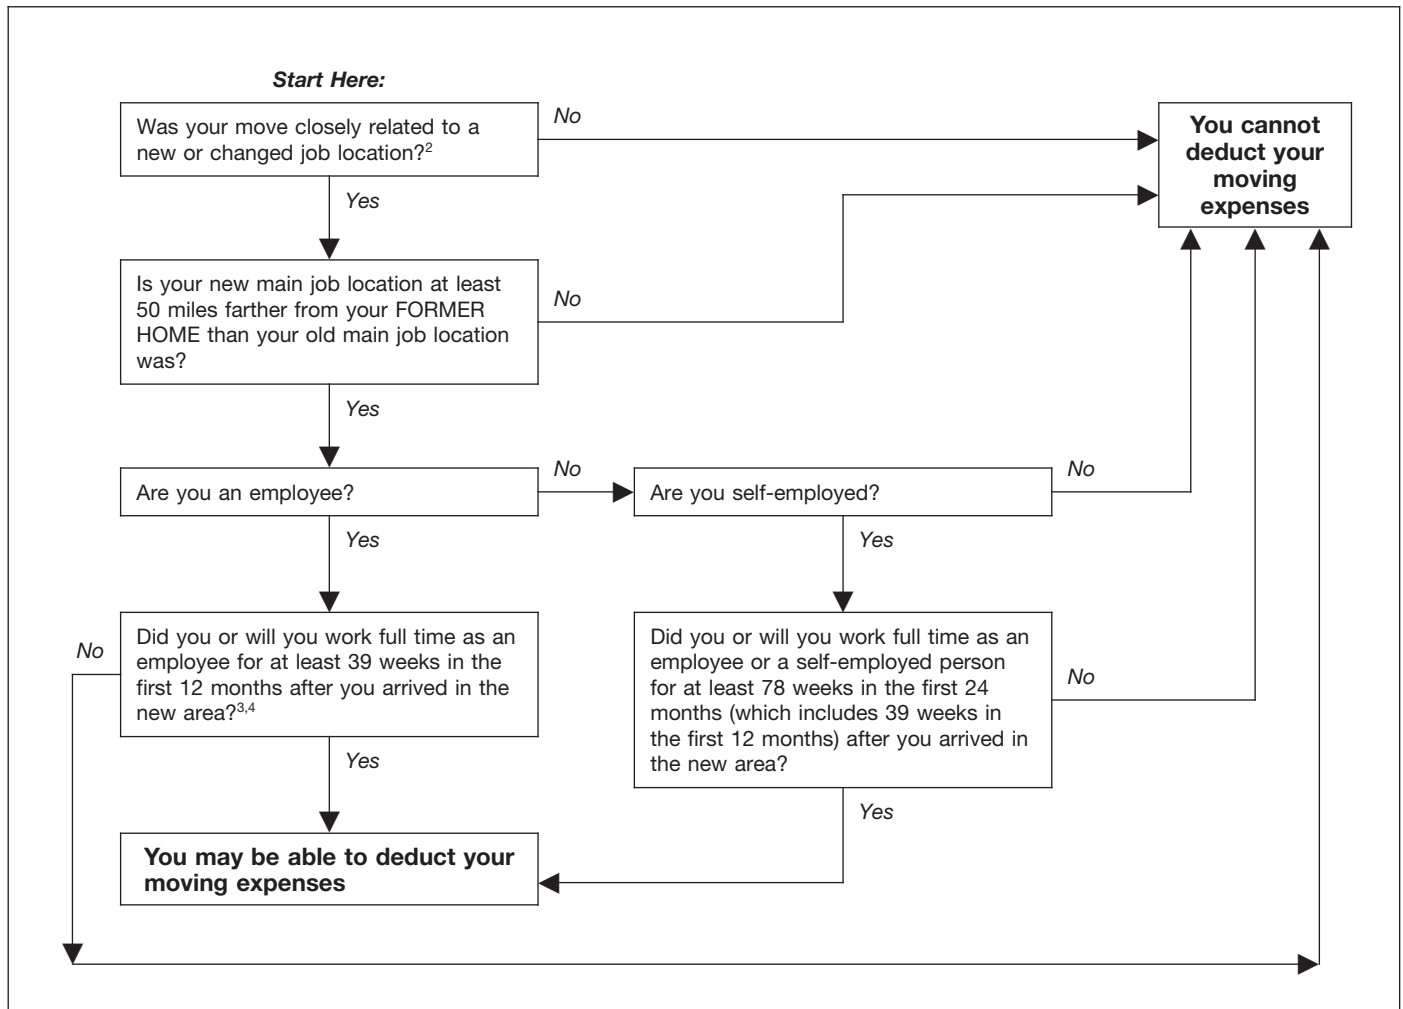 Start Here:
Was your move closely related to a
new or changed job location?²
No
You cannot
deduct your
moving
expenses
Yes
Is your new main job location at least
50 miles farther from your FORMER
HOME than your old main job location
was?
No
Yes
Are you an employee?
No
Are you self-employed?
No
Yes
Yes
No
Did you or will you work full time as an
employee for at least 39 weeks in the
first 12 months after you arrived in the
new area?³,⁴
Did you or will you work full time as an
employee or a self-employed person
for at least 78 weeks in the first 24
months (which includes 39 weeks in
the first 12 months) after you arrived in
the new area?
No
Yes
Yes
You may be able to deduct your
moving expenses